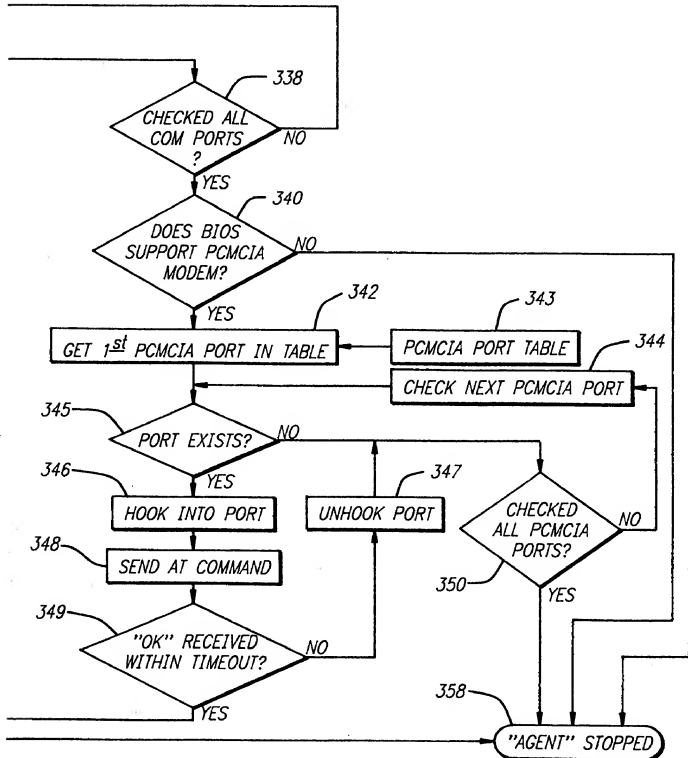 338
CHECKED ALL
COM PORTS
?
NO
YES
340
DOES BIOS
SUPPORT PCMCIA
MODEM?
NO
YES
342
343
344
GET 1st PCMCIA PORT IN TABLE
PCMCIA PORT TABLE
CHECK NEXT PCMCIA PORT
345
PORT EXISTS?
NO
YES
346
347
HOOK INTO PORT
UNHOOK PORT
CHECKED
ALL PCMCIA
PORTS?
NO
350
YES
348
SEND AT COMMAND
349
"OK" RECEIVED
WITHIN TIMEOUT?
NO
YES
358
"AGENT" STOPPED